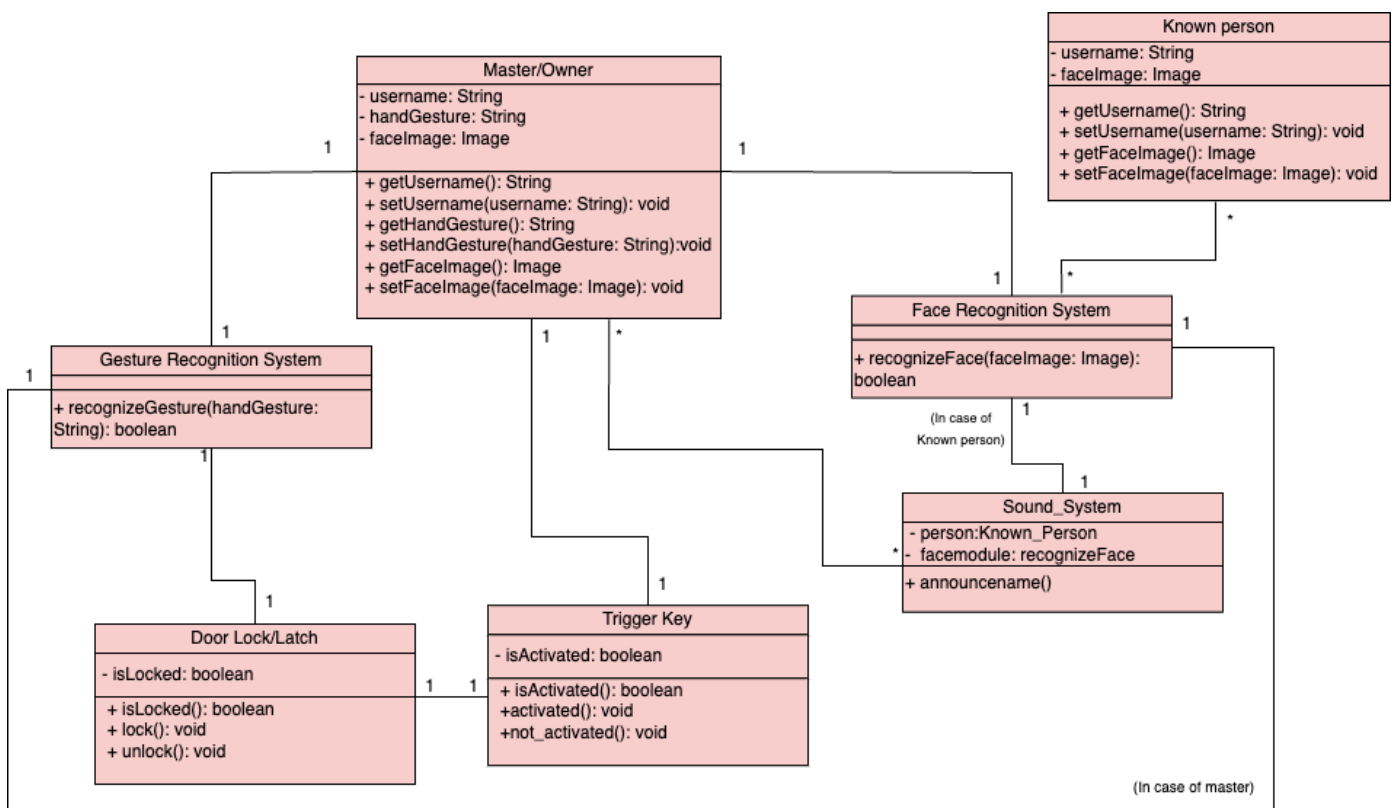 Known person
- username: String
- faceImage: Image
+ getUsername(): String
+ setUsername(username: String): void
+ getFaceImage(): Image
+ setFaceImage(faceImage: Image): void
*
Master/Owner
- username: String
- handGesture: String
- faceImage: Image
+ getUsername(): String
+ setUsername(username: String): void
+ getHandGesture(): String
+ setHandGesture(handGesture: String):void
+ getFaceImage(): Image
+ setFaceImage(faceImage: Image): void
1
1
1
*
1
*
Face Recognition System
+ recognizeFace(faceImage: Image):
boolean
1
1
(In case of
Known person)
1
Gesture Recognition System
+ recognizeGesture(handGesture:
String): boolean
1
1
1
1
Sound_System
- person:Known_Person
- facemodule: recognizeFace
+ announcename()
*
Door Lock/Latch
- isLocked: boolean
+ isLocked(): boolean
+ lock(): void
+ unlock(): void
1
1
1
Trigger Key
- isActivated: boolean
+ isActivated(): boolean
+activated(): void
+not_activated(): void
(In case of master)